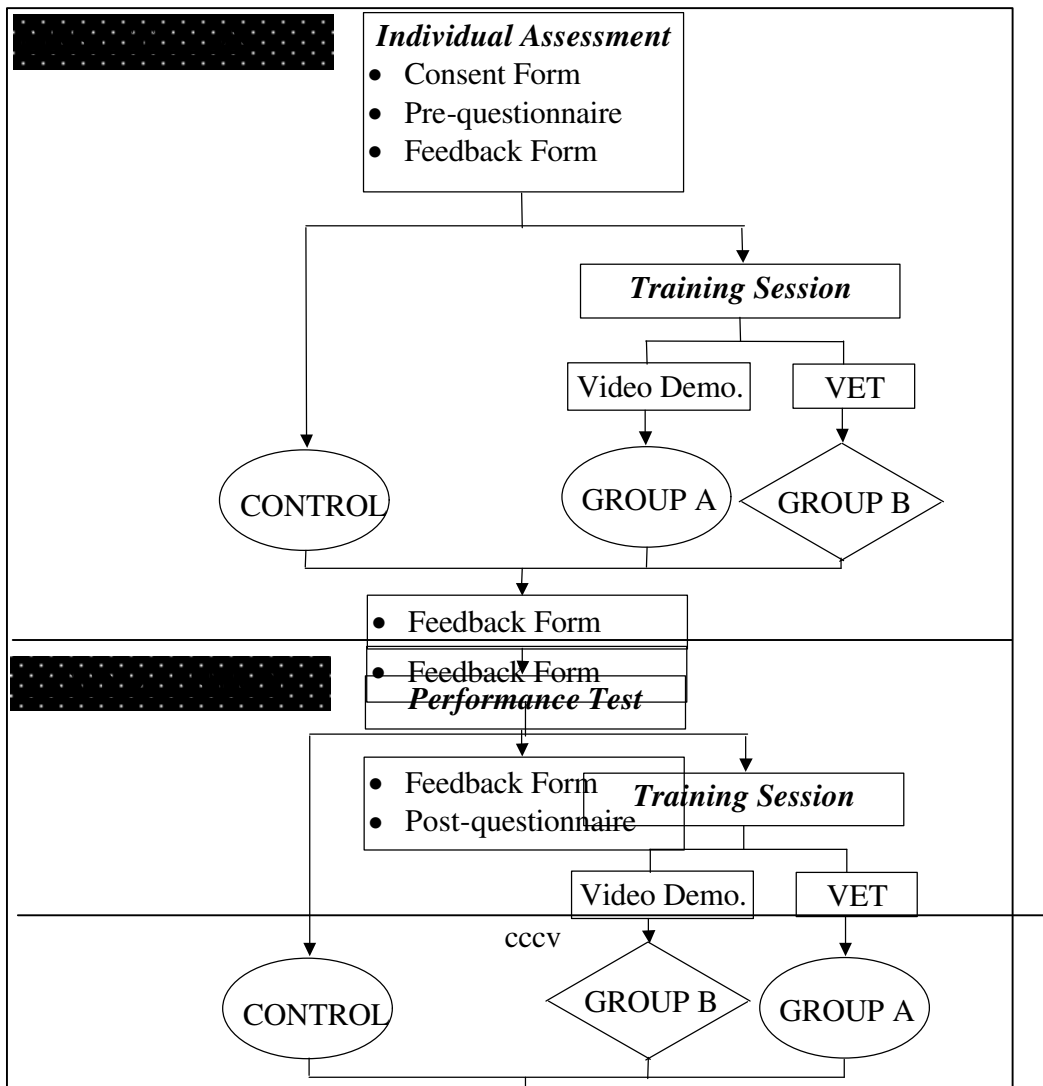 Individual Assessment
• Consent Form
• Pre-questionnaire
• Feedback Form
Training Session
Video Demo.
VET
CONTROL
GROUP A
GROUP B
• Feedback Form
• Feedback Form
Performance Test
• Feedback Form
• Post-questionnaire
Training Session
Video Demo.
VET
cccv
CONTROL
GROUP B
GROUP A